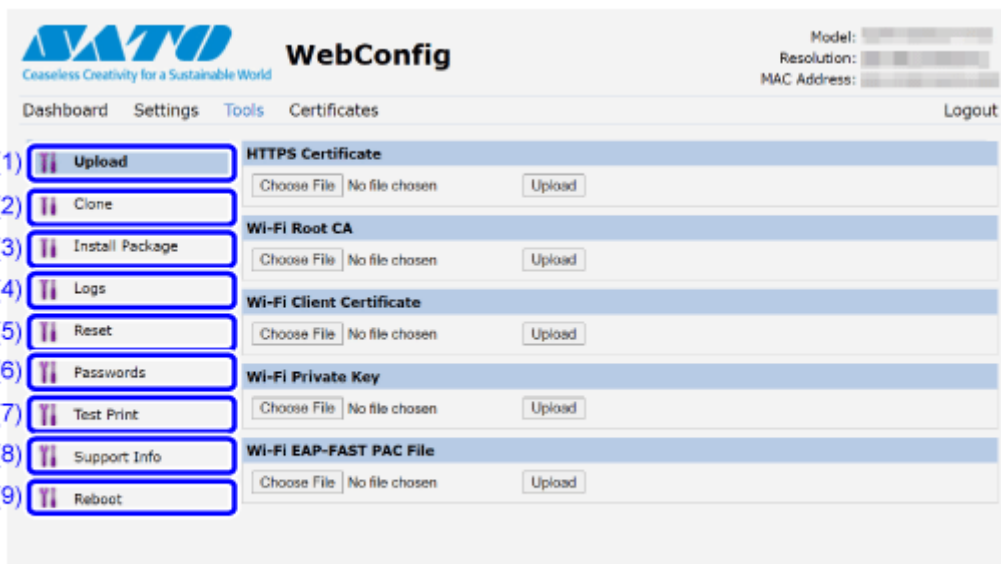 SATO
Ceaseless Creativity for a Sustainable World
WebConfig
Model:
Resolution:
MAC Address:
Dashboard Settings Tools Certificates Logout
1) Upload
2) Clone
3) Install Package
4) Logs
5) Reset
6) Passwords
7) Test Print
8) Support Info
9) Reboot
HTTPS Certificate
Choose File No file chosen Upload
Wi-Fi Root CA
Choose File No file chosen Upload
Wi-Fi Client Certificate
Choose File No file chosen Upload
Wi-Fi Private Key
Choose File No file chosen Upload
Wi-Fi EAP-FAST PAC File
Choose File No file chosen Upload